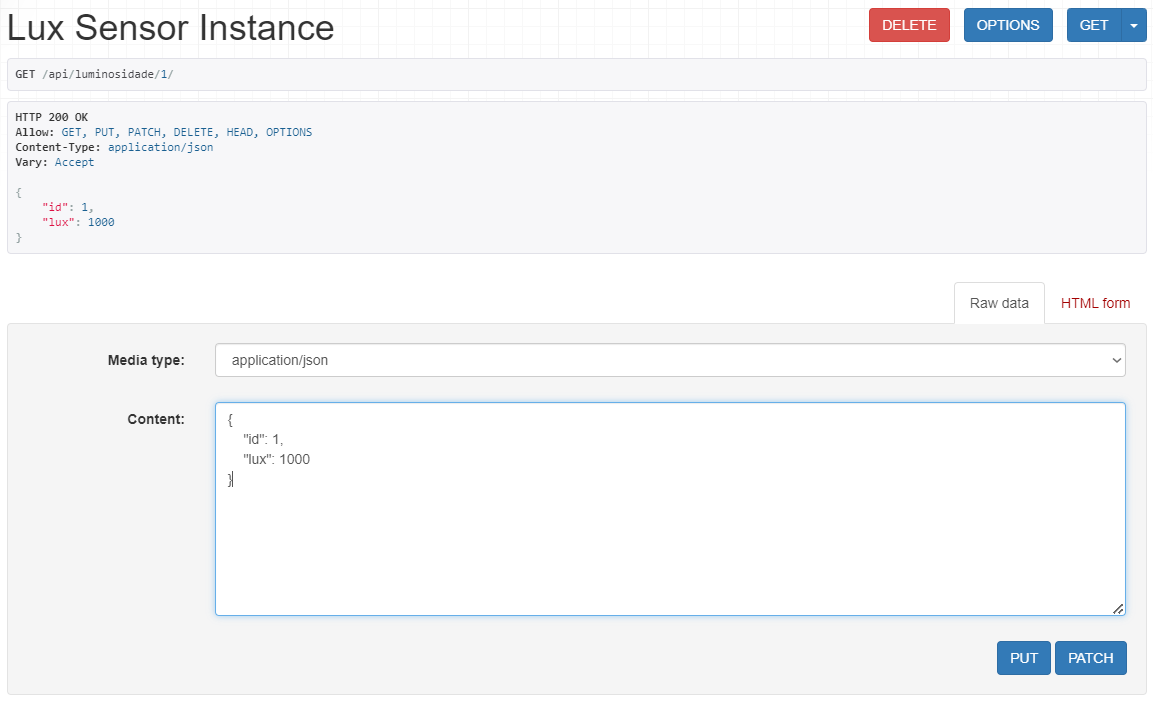 Lux Sensor Instance
DELETE OPTIONS GET
GET /api/luminosidade/1/
HTTP 200 OK
Allow: GET, PUT, PATCH, DELETE, HEAD, OPTIONS
Content-Type: application/json
Vary: Accept
{
    "id": 1,
    "lux": 1000
}
Raw data HTML form
Media type: application/json
Content: {
    "id": 1,
    "lux": 1000
}
PUT PATCH